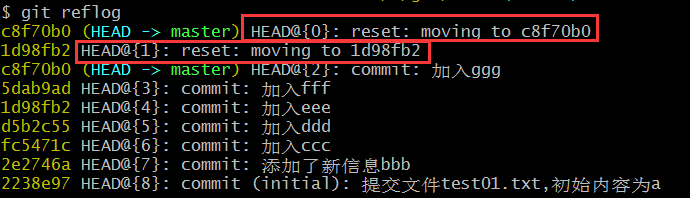 $ git reflog
c8f70b0 (HEAD -> master) HEAD@{0}: reset: moving to c8f70b0
1d98fb2 HEAD@{1}: reset: moving to 1d98fb2
c8f70b0 (HEAD -> master) HEAD@{2}: commit: 加入ggg
5dab9ad HEAD@{3}: commit: 加入fff
1d98fb2 HEAD@{4}: commit: 加入eee
d5b2c55 HEAD@{5}: commit: 加入ddd
fc5471c HEAD@{6}: commit: 加入ccc
2e2746a HEAD@{7}: commit: 添加了新信息bbb
2238e97 HEAD@{8}: commit (initial): 提交文件test01.txt,初始内容为a